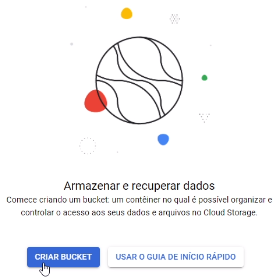 Armazenar e recuperar dados
Comece criando um bucket: um contêiner no qual é possível organizar e
controlar o acesso aos seus dados e arquivos no Cloud Storage.
CRIAR BUCKET
USAR O GUIA DE INÍCIO RÁPIDO